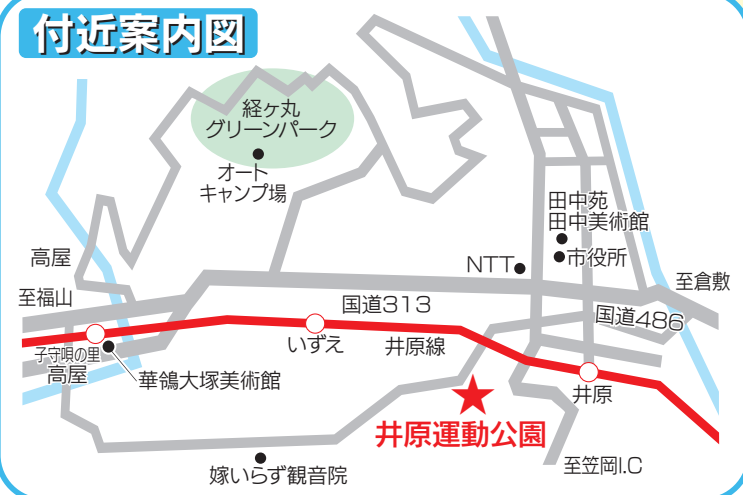 付近案内図
経ヶ丸
グリーンパーク
オート
キャンプ場
田中苑
田中美術館
市役所
NTT
高屋
至福山
至倉敷
国道313
国道486
いずえ
井原線
子守唄の里
高屋
華鴒大塚美術館
井原
井原運動公園
嫁いらず観音院
至笠岡I.C